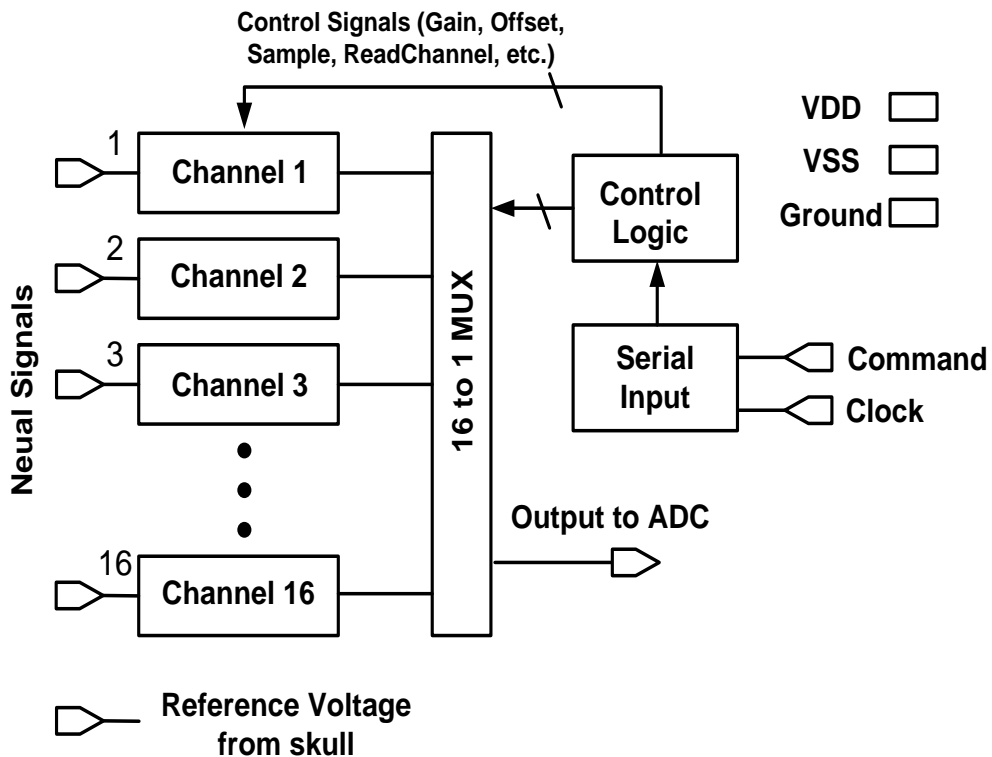 Control Signals (Gain, Offset,
Sample, ReadChannel, etc.)
VDD
VSS
Ground
1
Channel 1
2
Channel 2
3
Channel 3
16
Channel 16
Neual Signals
16 to 1 MUX
Control
Logic
Serial
Input
Command
Clock
Output to ADC
Reference Voltage
from skull